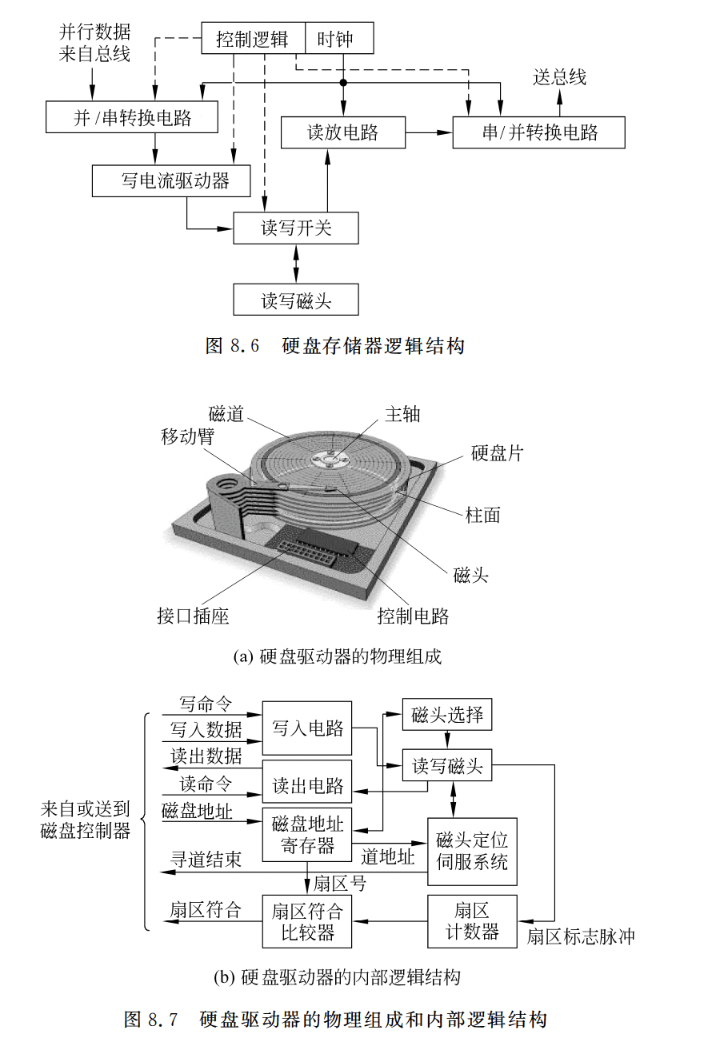 并行数据
来自总线
控制逻辑
时钟
送总线
并/串转换电路
读放电路
串/并转换电路
写电流驱动器
读写开关
读写磁头
图 8.6 硬盘存储器逻辑结构
磁道
主轴
移动臂
硬盘片
柱面
磁头
接口插座
控制电路
(a) 硬盘驱动器的物理组成
写命令
写入数据
写入电路
磁头选择
读出数据
读写磁头
读命令
读出电路
来自或送到
磁盘控制器
磁盘地址
磁盘地址
寄存器
磁头定位
伺服系统
道地址
寻道结束
扇区号
扇区符合
扇区符合
比较器
扇区
计数器
扇区标志脉冲
(b) 硬盘驱动器的内部逻辑结构
图 8.7 硬盘驱动器的物理组成和内部逻辑结构